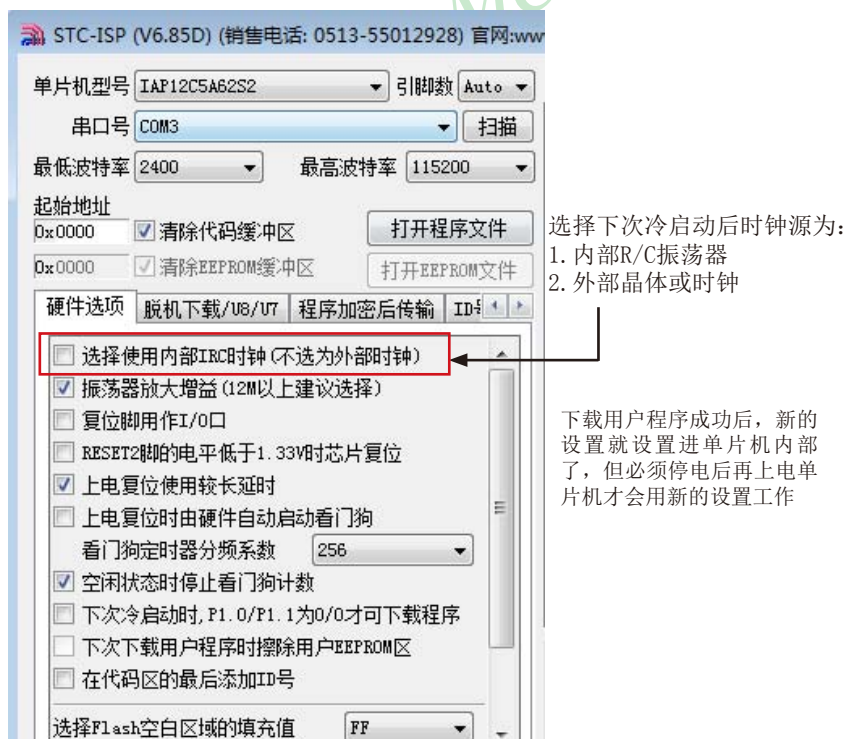 STC-ISP (V6.85D) (销售电话: 0513-55012928) 官网:ww
单片机型号 IAP12C5A62S2 引脚数 Auto
串口号 COM3 扫描
最低波特率 2400 最高波特率 115200
起始地址
0x0000 清除代码缓冲区 打开程序文件
0x0000 清除EEPROM缓冲区 打开EEPROM文件
硬件选项 脱机下载/U8/U7 程序加密后传输
选择使用内部IRC时钟(不选为外部时钟)
振荡器放大增益(12M以上建议选择)
复位脚用作I/O口
RESET2脚的电平低于1.33V时芯片复位
上电复位使用较长延时
上电复位时由硬件自动启动看门狗
看门狗定时器分频系数 256
空闲状态时停止看门狗计数
下次冷启动时,P1.0/P1.1为0/0才可下载程序
下次下载用户程序时擦除用户EEPROM区
在代码区的最后添加ID号
选择Flash空白区域的填充值 FF
选择下次冷启动后时钟源为:
1.内部R/C振荡器
2.外部晶体或时钟
下载用户程序成功后，新的
设置就设置进单片机内部
了，但必须停电后再上电单
片机才会用新的设置工作